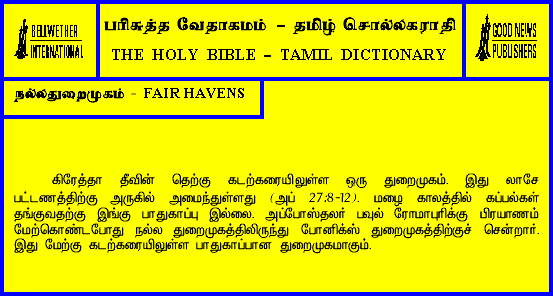 BELLWETHER
INTERNATIONAL
பரிசுத்த வேதாகமம் – தமிழ் சொல்லகராதி
THE HOLY BIBLE – TAMIL DICTIONARY
GOOD NEWS
PUBLISHERS
நல்லதுறைமுகம் - FAIR HAVENS
கிரேத்தா தீவின் தெற்கு கடற்கரையிலுள்ள ஒரு துறைமுகம். இது லாசே
பட்டணத்திற்கு அருகில் அமைந்துள்ளது (அப் 27:8-12). மழை காலத்தில் கப்பல்கள்
தங்குவதற்கு இங்கு பாதுகாப்பு இல்லை. அப்போஸ்தலர் பவுல் ரோமாபுரிக்கு பிரயாணம்
மேற்கொண்டபோது நல்ல துறைமுகத்திலிருந்து போனிக்ஸ் துறைமுகத்திற்குச் சென்றார்.
இது மேற்கு கடற்கரையிலுள்ள பாதுகாப்பான துறைமுகமாகும்.